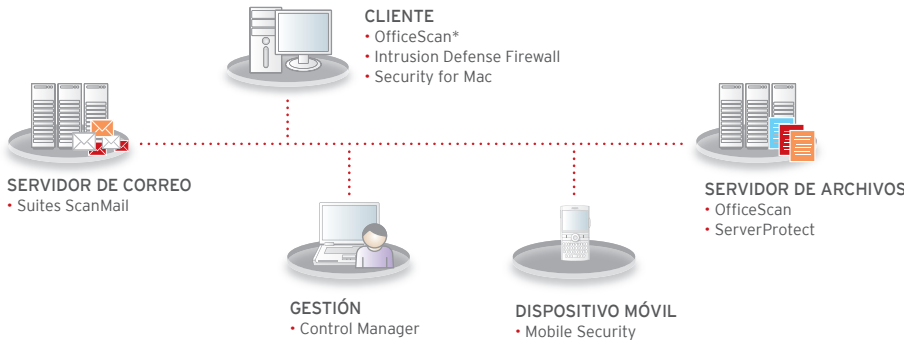 CLIENTE
• OfficeScan*
• Intrusion Defense Firewall
• Security for Mac
SERVIDOR DE CORREO
• Suites ScanMail
SERVIDOR DE ARCHIVOS
• OfficeScan
• ServerProtect
GESTIÓN
• Control Manager
DISPOSITIVO MÓVIL
• Mobile Security